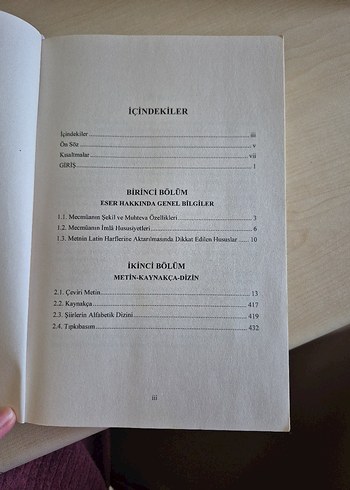 İÇİNDEKİLER
İçindekiler ........ iii
Ön Söz ........ v
Kısaltmalar ........ vii
GİRİŞ ........ 1
BİRİNCİ BÖLÜM
ESER HAKKINDA GENEL BİLGİLER
1.1. Mecmûanın Şekil ve Muhteva Özellikleri ........ 3
1.2. Mecmûanın İmlâ Hususiyetleri ........ 6
1.3. Metnin Latin Harflerine Aktarılmasında Dikkat Edilen Hususlar ........ 10
İKİNCİ BÖLÜM
METİN-KAYNAKÇA-DİZİN
2.1. Çeviri Metin ........ 13
2.2. Kaynakça ........ 417
2.3. Şiirlerin Alfabetik Dizini ........ 419
2.4. Tıpkıbasım ........ 432
iii